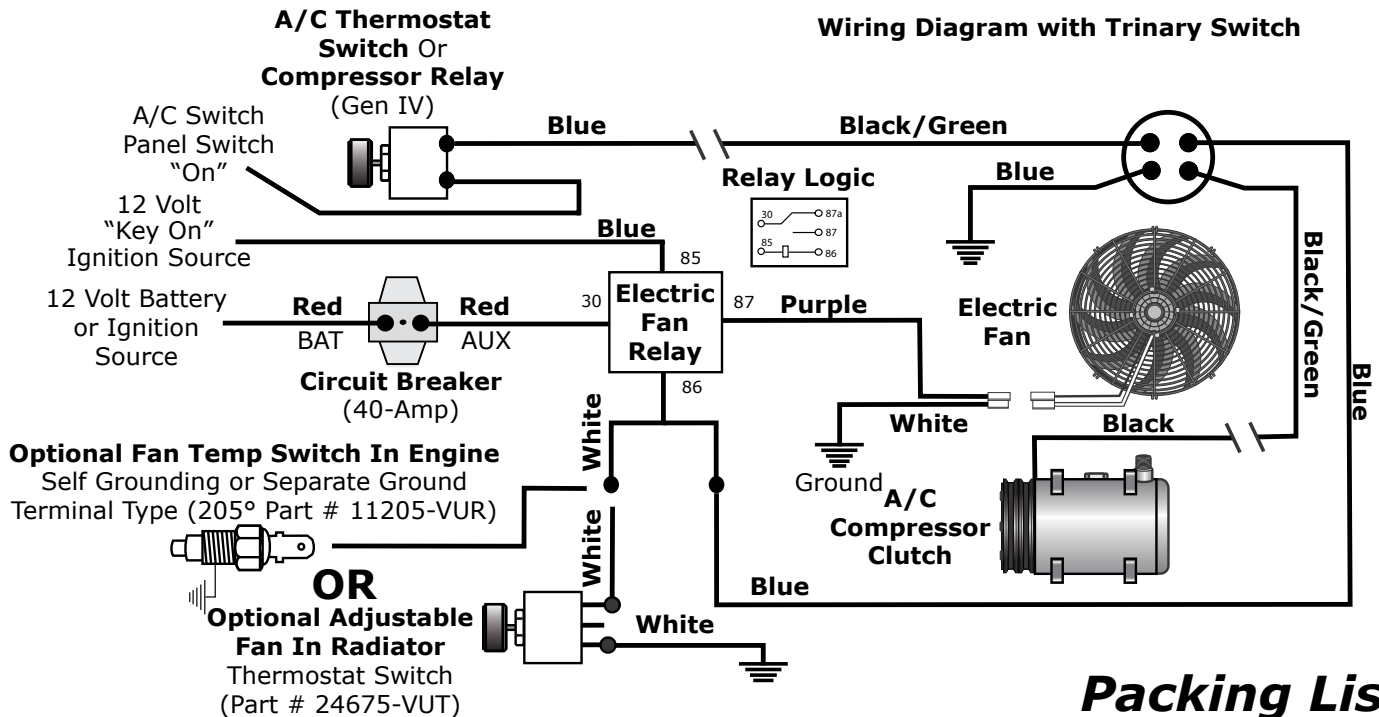 Wiring Diagram with Trinary Switch
A/C Thermostat
Switch Or
Compressor Relay
(Gen IV)
A/C Switch
Panel Switch
“On”
12 Volt
“Key On”
Ignition Source
12 Volt Battery
or Ignition
Source
Blue
Black/Green
Blue
Relay Logic
30
87a
87
85
86
Blue
85
30
Electric
Fan
Relay
87
86
Red
BAT
Red
AUX
Circuit Breaker
(40-Amp)
Purple
Electric
Fan
White
Ground
Black
Black/Green
Blue
A/C
Compressor
Clutch
White
White
Blue
Optional Fan Temp Switch In Engine
Self Grounding or Separate Ground
Terminal Type (205° Part # 11205-VUR)
OR
Optional Adjustable
Fan In Radiator
Thermostat Switch
(Part # 24675-VUT)
White
Packing Lis